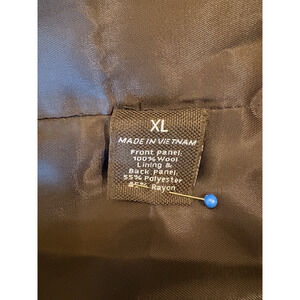 XL
MADE IN VIETNAM
Front panel:
100% Wool
Lining &
Back Panel:
55% Polyester
45% Rayon